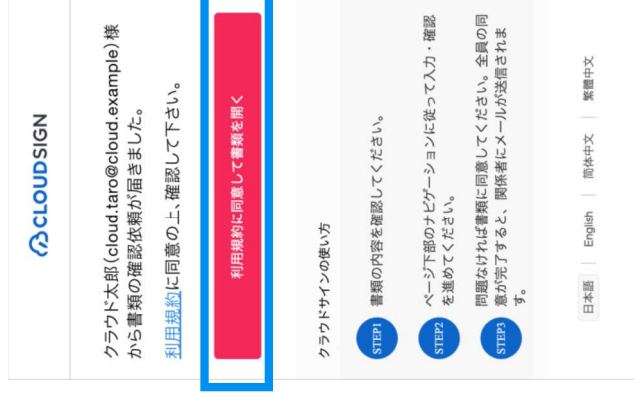 CLOUDSIGN
クラウド太郎（cloud.taro@cloud.example）様
から書類の確認依頼が届きました。
利用規約に同意の上、確認して下さい。
利用規約に同意して書類を開く
クラウドサインの使い方
STEP1 書類の内容を確認してください。
STEP2 ページ下部のナビゲーションに従って入力・確認
を進めてください。
STEP3 問題なければ書類に同意してください。全員の同
意が完了すると、関係者にメールが送信されま
す。
日本語 | English | 简体中文 | 繁體中文